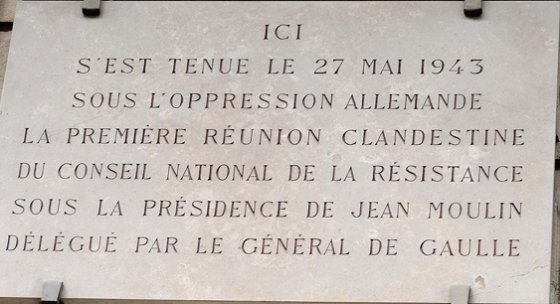 ICI
S'EST TENUE LE 27 MAI 1943
SOUS L'OPPRESSION ALLEMANDE
LA PREMIÈRE RÉUNION CLANDESTINE
DU CONSEIL NATIONAL DE LA RÉSISTANCE
SOUS LA PRÉSIDENCE DE JEAN MOULIN
DÉLÉGUÉ PAR LE GÉNÉRAL DE GAULLE